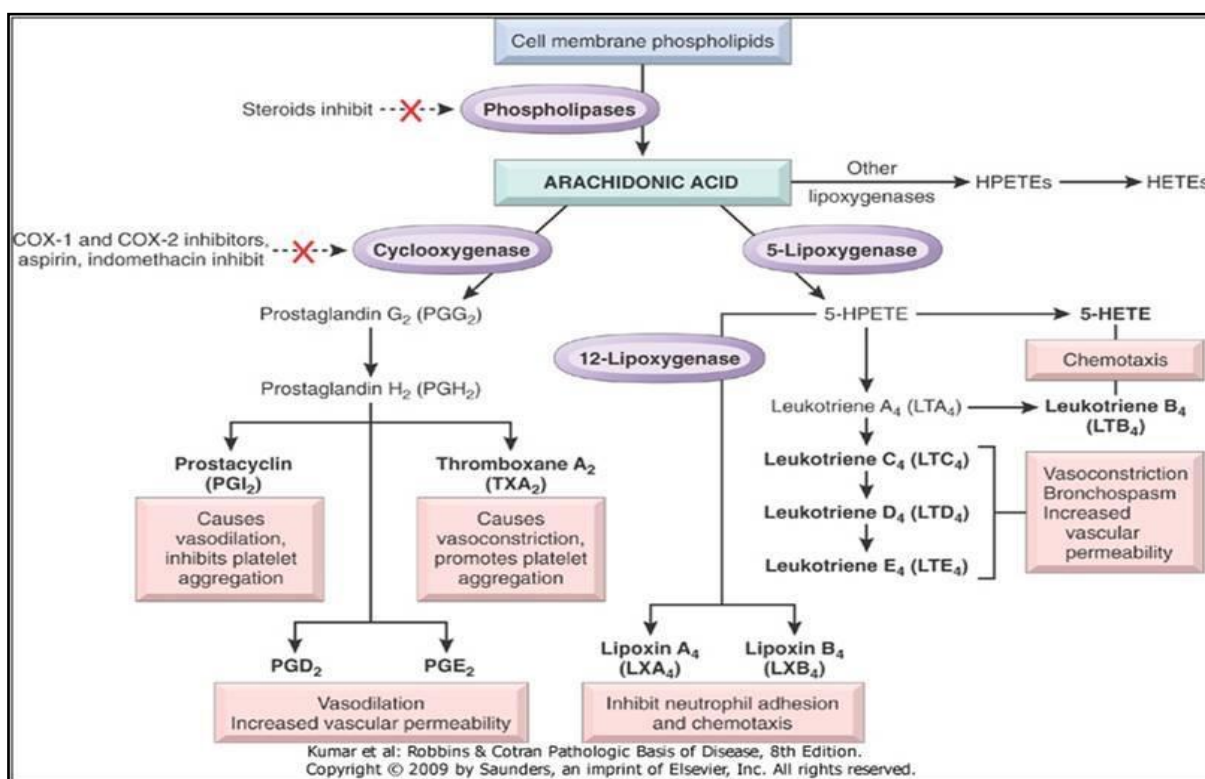 Cell membrane phospholipids
Steroids inhibit
Phospholipases
ARACHIDONIC ACID
Other
lipoxygenases
HPETEs
HETEs
COX-1 and COX-2 inhibitors,
aspirin, indomethacin inhibit
Cyclooxygenase
5-Lipoxygenase
Prostaglandin G₂ (PGG₂)
5-HPETE
5-HETE
12-Lipoxygenase
Chemotaxis
Prostaglandin H₂ (PGH₂)
Leukotriene A₄ (LTA₄)
Leukotriene B₄
(LTB₄)
Prostacyclin
(PGI₂)
Thromboxane A₂
(TXA₂)
Leukotriene C₄ (LTC₄)
Leukotriene D₄ (LTD₄)
Leukotriene E₄ (LTE₄)
Vasoconstriction
Bronchospasm
Increased
vascular
permeability
Causes
vasodilation,
inhibits platelet
aggregation
Causes
vasoconstriction,
promotes platelet
aggregation
PGD₂
PGE₂
Lipoxin A₄
(LXA₄)
Lipoxin B₄
(LXB₄)
Vasodilation
Increased vascular permeability
Inhibit neutrophil adhesion
and chemotaxis
Kumar et al: Robbins & Cotran Pathologic Basis of Disease, 8th Edition.
Copyright © 2009 by Saunders, an imprint of Elsevier, Inc. All rights reserved.